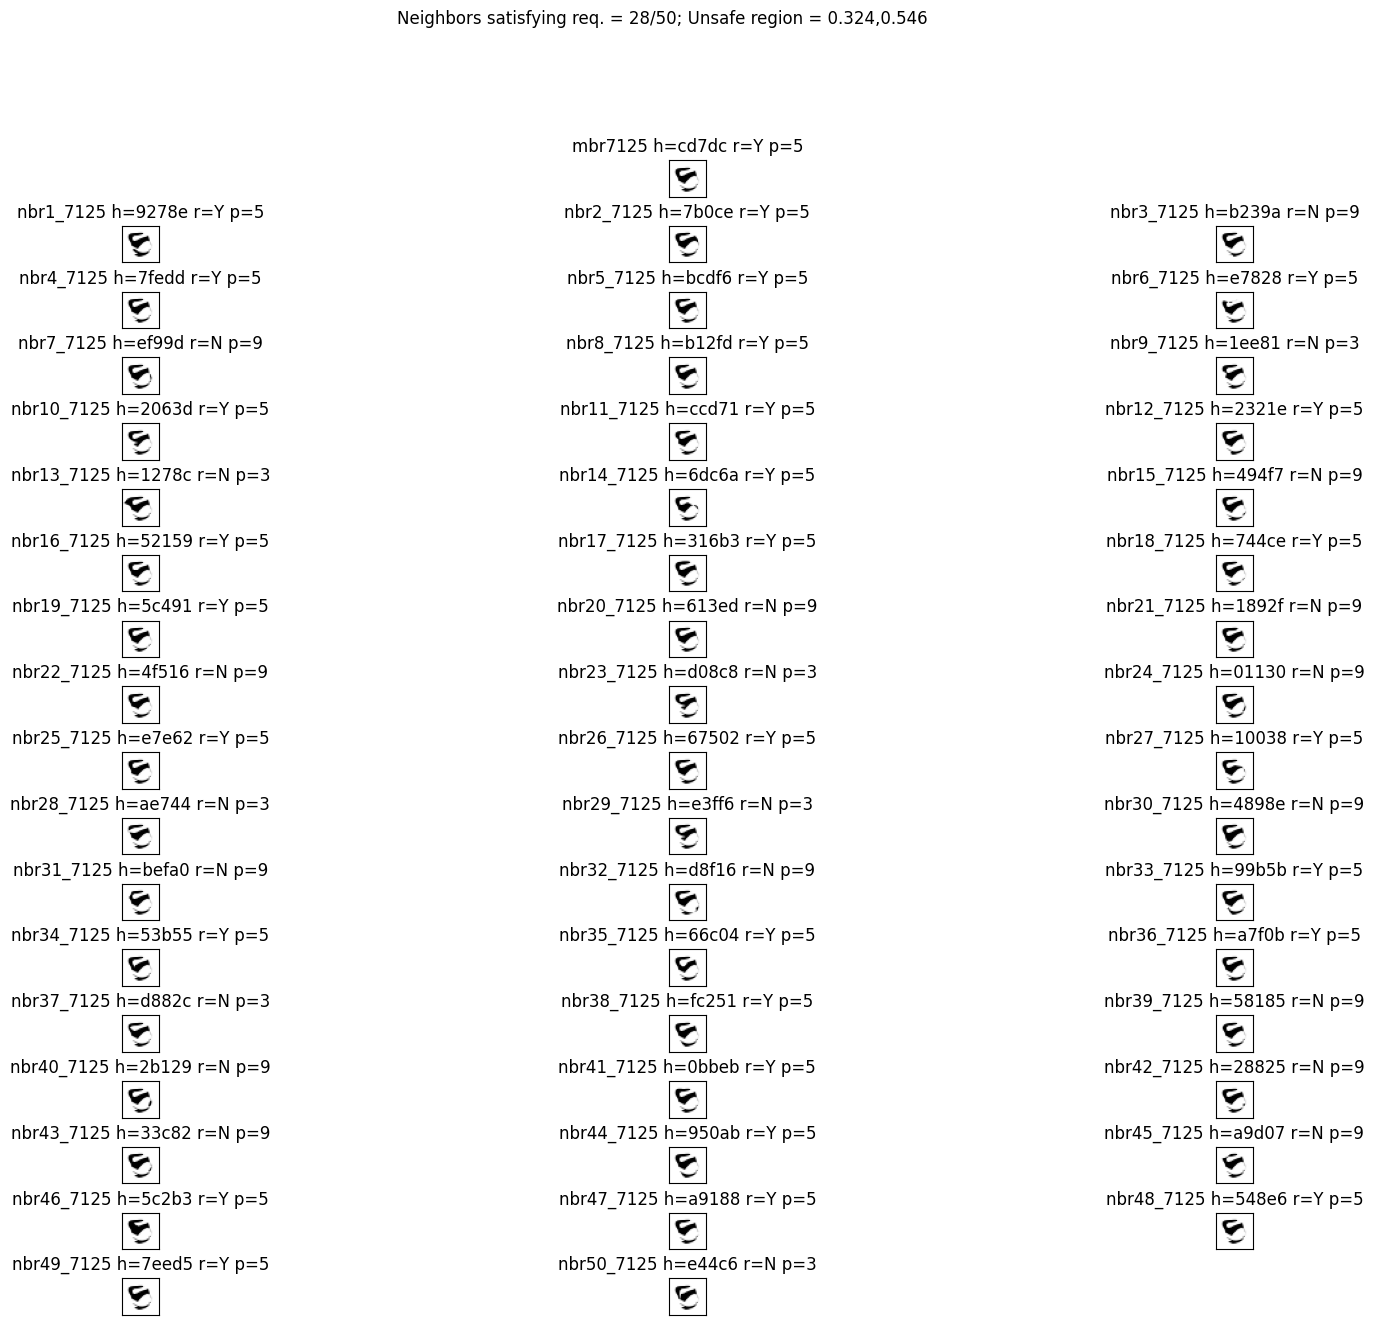 Neighbors satisfying req. = 28/50; Unsafe region = 0.324,0.546
mbr7125 h=cd7dc r=Y p=5
nbr1_7125 h=9278e r=Y p=5
nbr2_7125 h=7b0ce r=Y p=5
nbr3_7125 h=b239a r=N p=9
nbr4_7125 h=7fedd r=Y p=5
nbr5_7125 h=bcdf6 r=Y p=5
nbr6_7125 h=e7828 r=Y p=5
nbr7_7125 h=ef99d r=N p=9
nbr8_7125 h=b12fd r=Y p=5
nbr9_7125 h=1ee81 r=N p=3
nbr10_7125 h=2063d r=Y p=5
nbr11_7125 h=ccd71 r=Y p=5
nbr12_7125 h=2321e r=Y p=5
nbr13_7125 h=1278c r=N p=3
nbr14_7125 h=6dc6a r=Y p=5
nbr15_7125 h=494f7 r=N p=9
nbr16_7125 h=52159 r=Y p=5
nbr17_7125 h=316b3 r=Y p=5
nbr18_7125 h=744ce r=Y p=5
nbr19_7125 h=5c491 r=Y p=5
nbr20_7125 h=613ed r=N p=9
nbr21_7125 h=1892f r=N p=9
nbr22_7125 h=4f516 r=N p=9
nbr23_7125 h=d08c8 r=N p=3
nbr24_7125 h=01130 r=N p=9
nbr25_7125 h=e7e62 r=Y p=5
nbr26_7125 h=67502 r=Y p=5
nbr27_7125 h=10038 r=Y p=5
nbr28_7125 h=ae744 r=N p=3
nbr29_7125 h=e3ff6 r=N p=3
nbr30_7125 h=4898e r=N p=9
nbr31_7125 h=befa0 r=N p=9
nbr32_7125 h=d8f16 r=N p=9
nbr33_7125 h=99b5b r=Y p=5
nbr34_7125 h=53b55 r=Y p=5
nbr35_7125 h=66c04 r=Y p=5
nbr36_7125 h=a7f0b r=Y p=5
nbr37_7125 h=d882c r=N p=3
nbr38_7125 h=fc251 r=Y p=5
nbr39_7125 h=58185 r=N p=9
nbr40_7125 h=2b129 r=N p=9
nbr41_7125 h=0bbeb r=Y p=5
nbr42_7125 h=28825 r=N p=9
nbr43_7125 h=33c82 r=N p=9
nbr44_7125 h=950ab r=Y p=5
nbr45_7125 h=a9d07 r=N p=9
nbr46_7125 h=5c2b3 r=Y p=5
nbr47_7125 h=a9188 r=Y p=5
nbr48_7125 h=548e6 r=Y p=5
nbr49_7125 h=7eed5 r=Y p=5
nbr50_7125 h=e44c6 r=N p=3